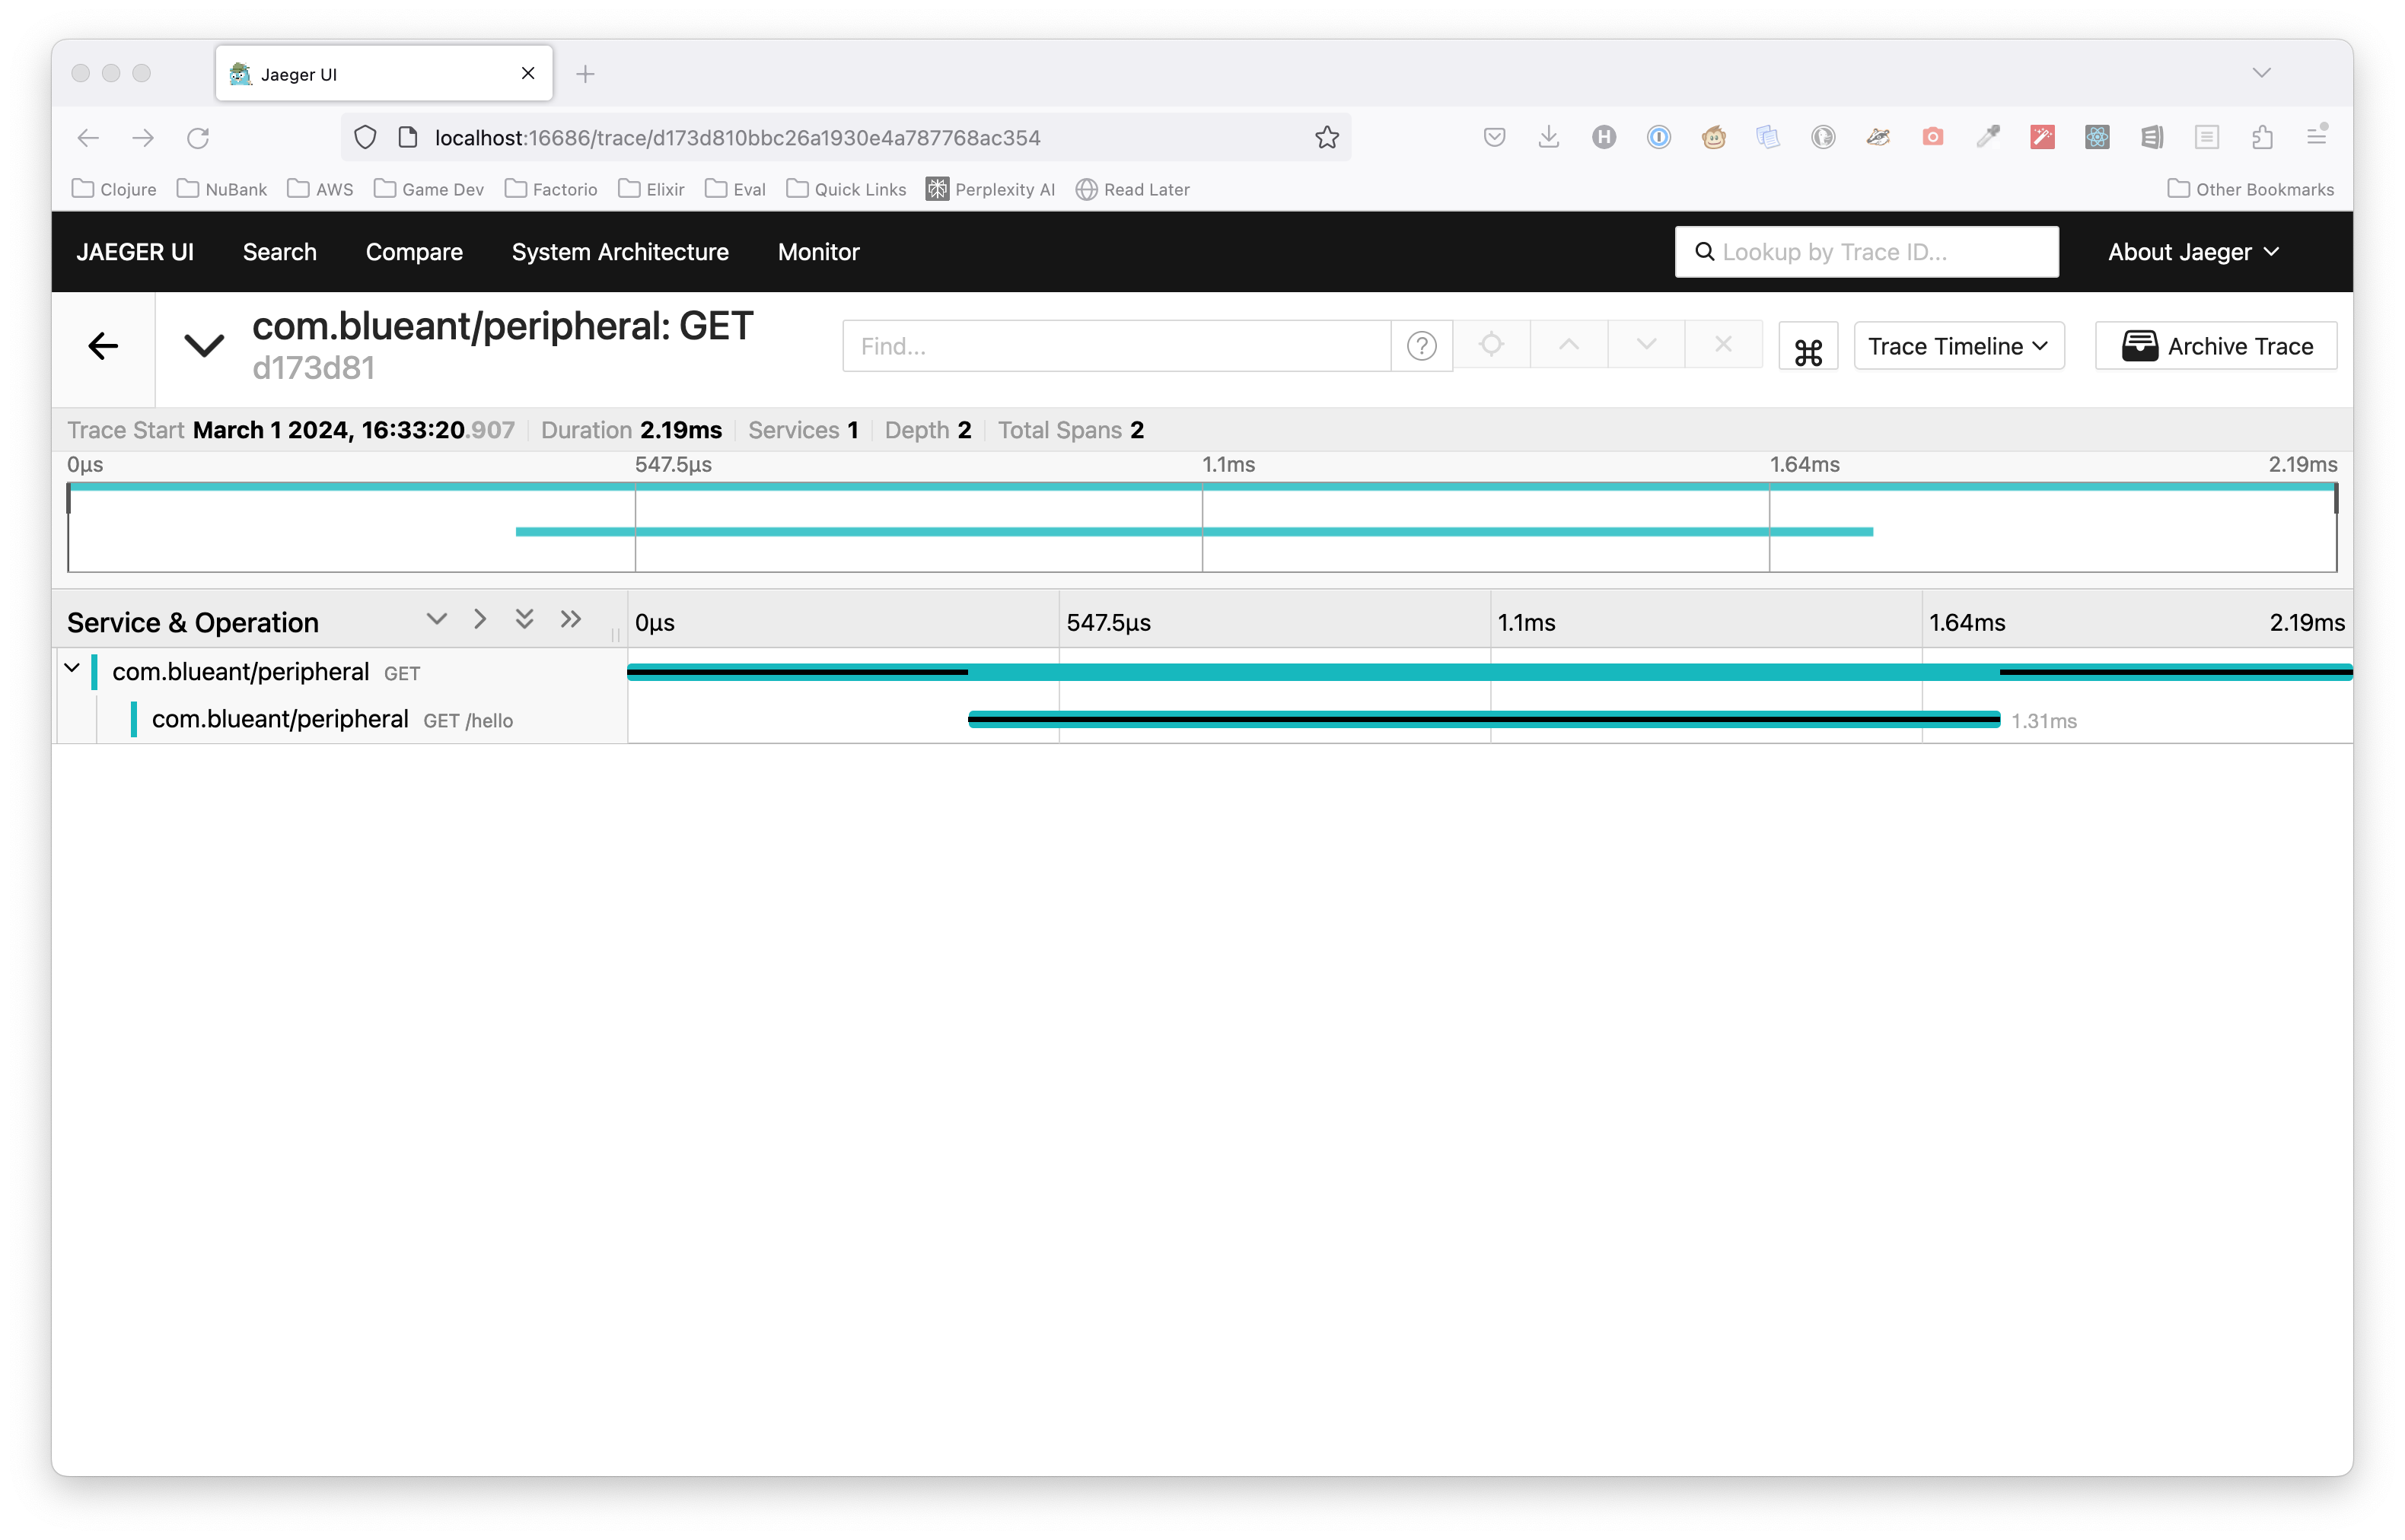 Jaeger UI
localhost:16686/trace/d173d810bbc26a1930e4a787768ac354
Clojure NuBank AWS Game Dev Factorio Elixir Eval Quick Links Perplexity AI Read Later Other Bookmarks
JAEGER UI Search Compare System Architecture Monitor Lookup by Trace ID... About Jaeger
com.blueant/peripheral: GET
d173d81
Find... ? ⌘ Trace Timeline Archive Trace
Trace Start March 1 2024, 16:33:20.907 Duration 2.19ms Services 1 Depth 2 Total Spans 2
0μs 547.5μs 1.1ms 1.64ms 2.19ms
Service & Operation 0μs 547.5μs 1.1ms 1.64ms 2.19ms
com.blueant/peripheral GET
com.blueant/peripheral GET /hello 1.31ms